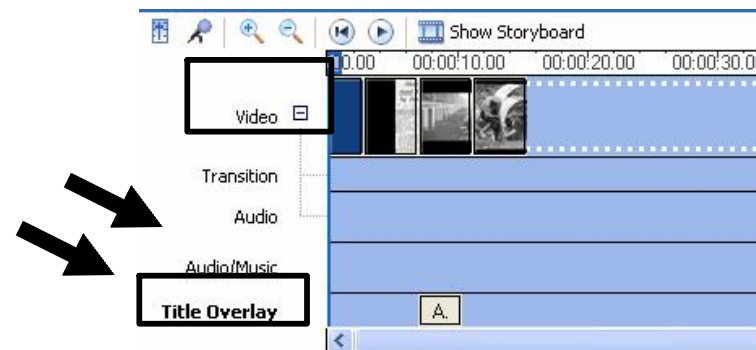 Show Storyboard
0.00 00:00:10.00 00:00:20.00 00:00:30.0
Video
Transition
Audio
Audio/Music
Title Overlay
A.